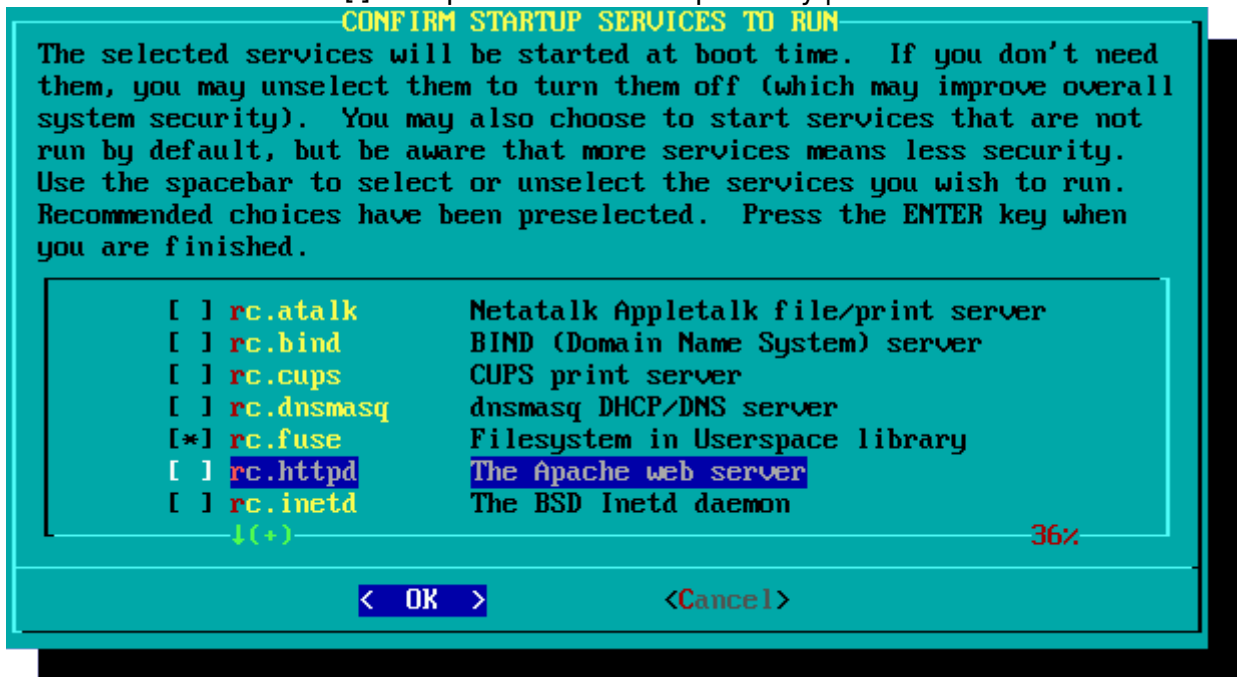 CONFIRM STARTUP SERVICES TO RUN
The selected services will be started at boot time.  If you don't need
them, you may unselect them to turn them off (which may improve overall
system security).  You may also choose to start services that are not
run by default, but be aware that more services means less security.
Use the spacebar to select or unselect the services you wish to run.
Recommended choices have been preselected.  Press the ENTER key when
you are finished.
[ ] rc.atalk Netatalk Appletalk file/print server
[ ] rc.bind BIND (Domain Name System) server
[ ] rc.cups CUPS print server
[ ] rc.dnsmasq dnsmasq DHCP/DNS server
[*] rc.fuse Filesystem in Userspace library
[ ] rc.httpd The Apache web server
[ ] rc.inetd The BSD Inetd daemon
↓(+) 36%
< OK > <Cancel>